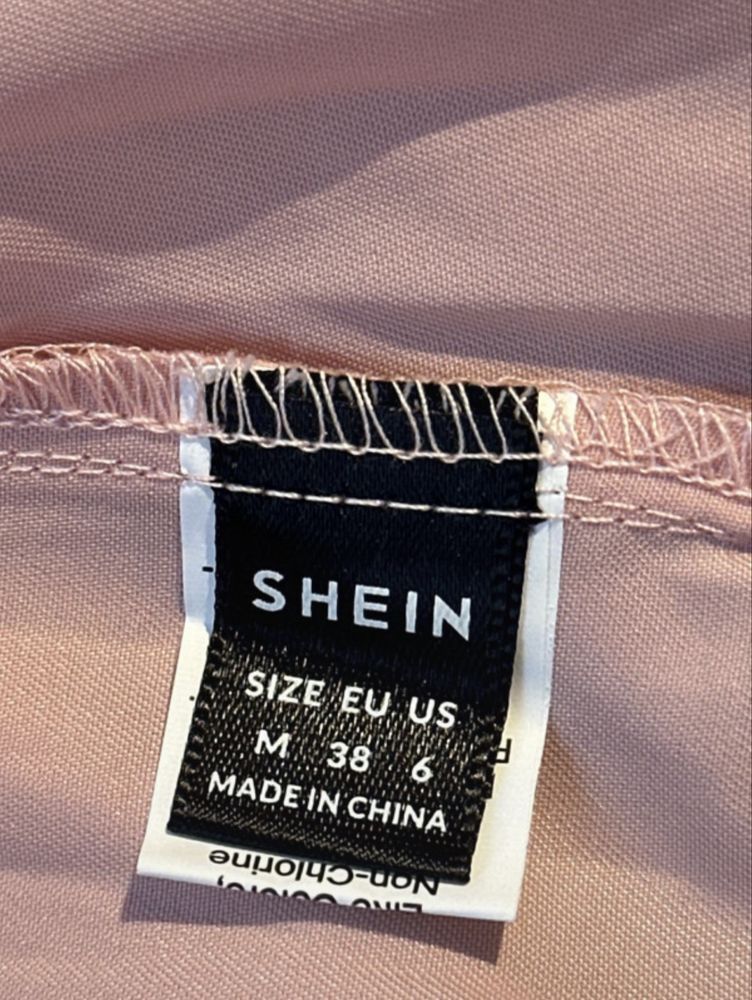 SHEIN
SIZE EU US
M 38 6
MADE IN CHINA
Non-Chlorine